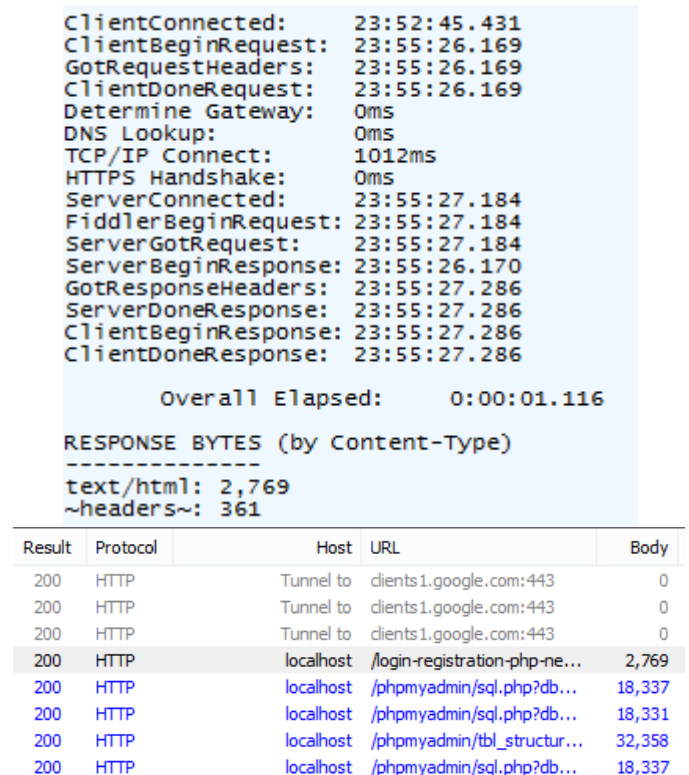 ClientConnected: 23:52:45.431
ClientBeginRequest: 23:55:26.169
GotRequestHeaders: 23:55:26.169
ClientDoneRequest: 23:55:26.169
Determine Gateway: 0ms
DNS Lookup: 0ms
TCP/IP Connect: 1012ms
HTTPS Handshake: 0ms
ServerConnected: 23:55:27.184
FiddlerBeginRequest: 23:55:27.184
ServerGotRequest: 23:55:27.184
ServerBeginResponse: 23:55:26.170
GotResponseHeaders: 23:55:27.286
ServerDoneResponse: 23:55:27.286
ClientBeginResponse: 23:55:27.286
ClientDoneResponse: 23:55:27.286
Overall Elapsed: 0:00:01.116
RESPONSE BYTES (by Content-Type)
--------------
text/html: 2,769
~headers~: 361
Result Protocol Host URL Body
200 HTTP Tunnel to clients1.google.com:443 0
200 HTTP Tunnel to clients1.google.com:443 0
200 HTTP Tunnel to clients1.google.com:443 0
200 HTTP localhost /login-registration-php-ne... 2,769
200 HTTP localhost /phpmyadmin/sql.php?db... 18,337
200 HTTP localhost /phpmyadmin/sql.php?db... 18,331
200 HTTP localhost /phpmyadmin/tbl_structur... 32,358
200 HTTP localhost /phpmyadmin/sql.php?db... 18,337